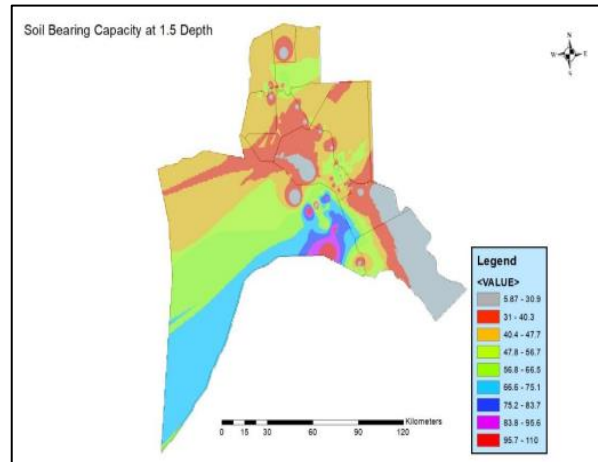 Soil Bearing Capacity at 1.5 Depth
N
W E
S
Legend
<VALUE>
5.87 - 30.9
31 - 40.3
40.4 - 47.7
47.8 - 56.7
56.8 - 66.5
66.6 - 75.1
75.2 - 83.7
83.8 - 95.6
95.7 - 110
Kilometers
0 15 30 60 90 120